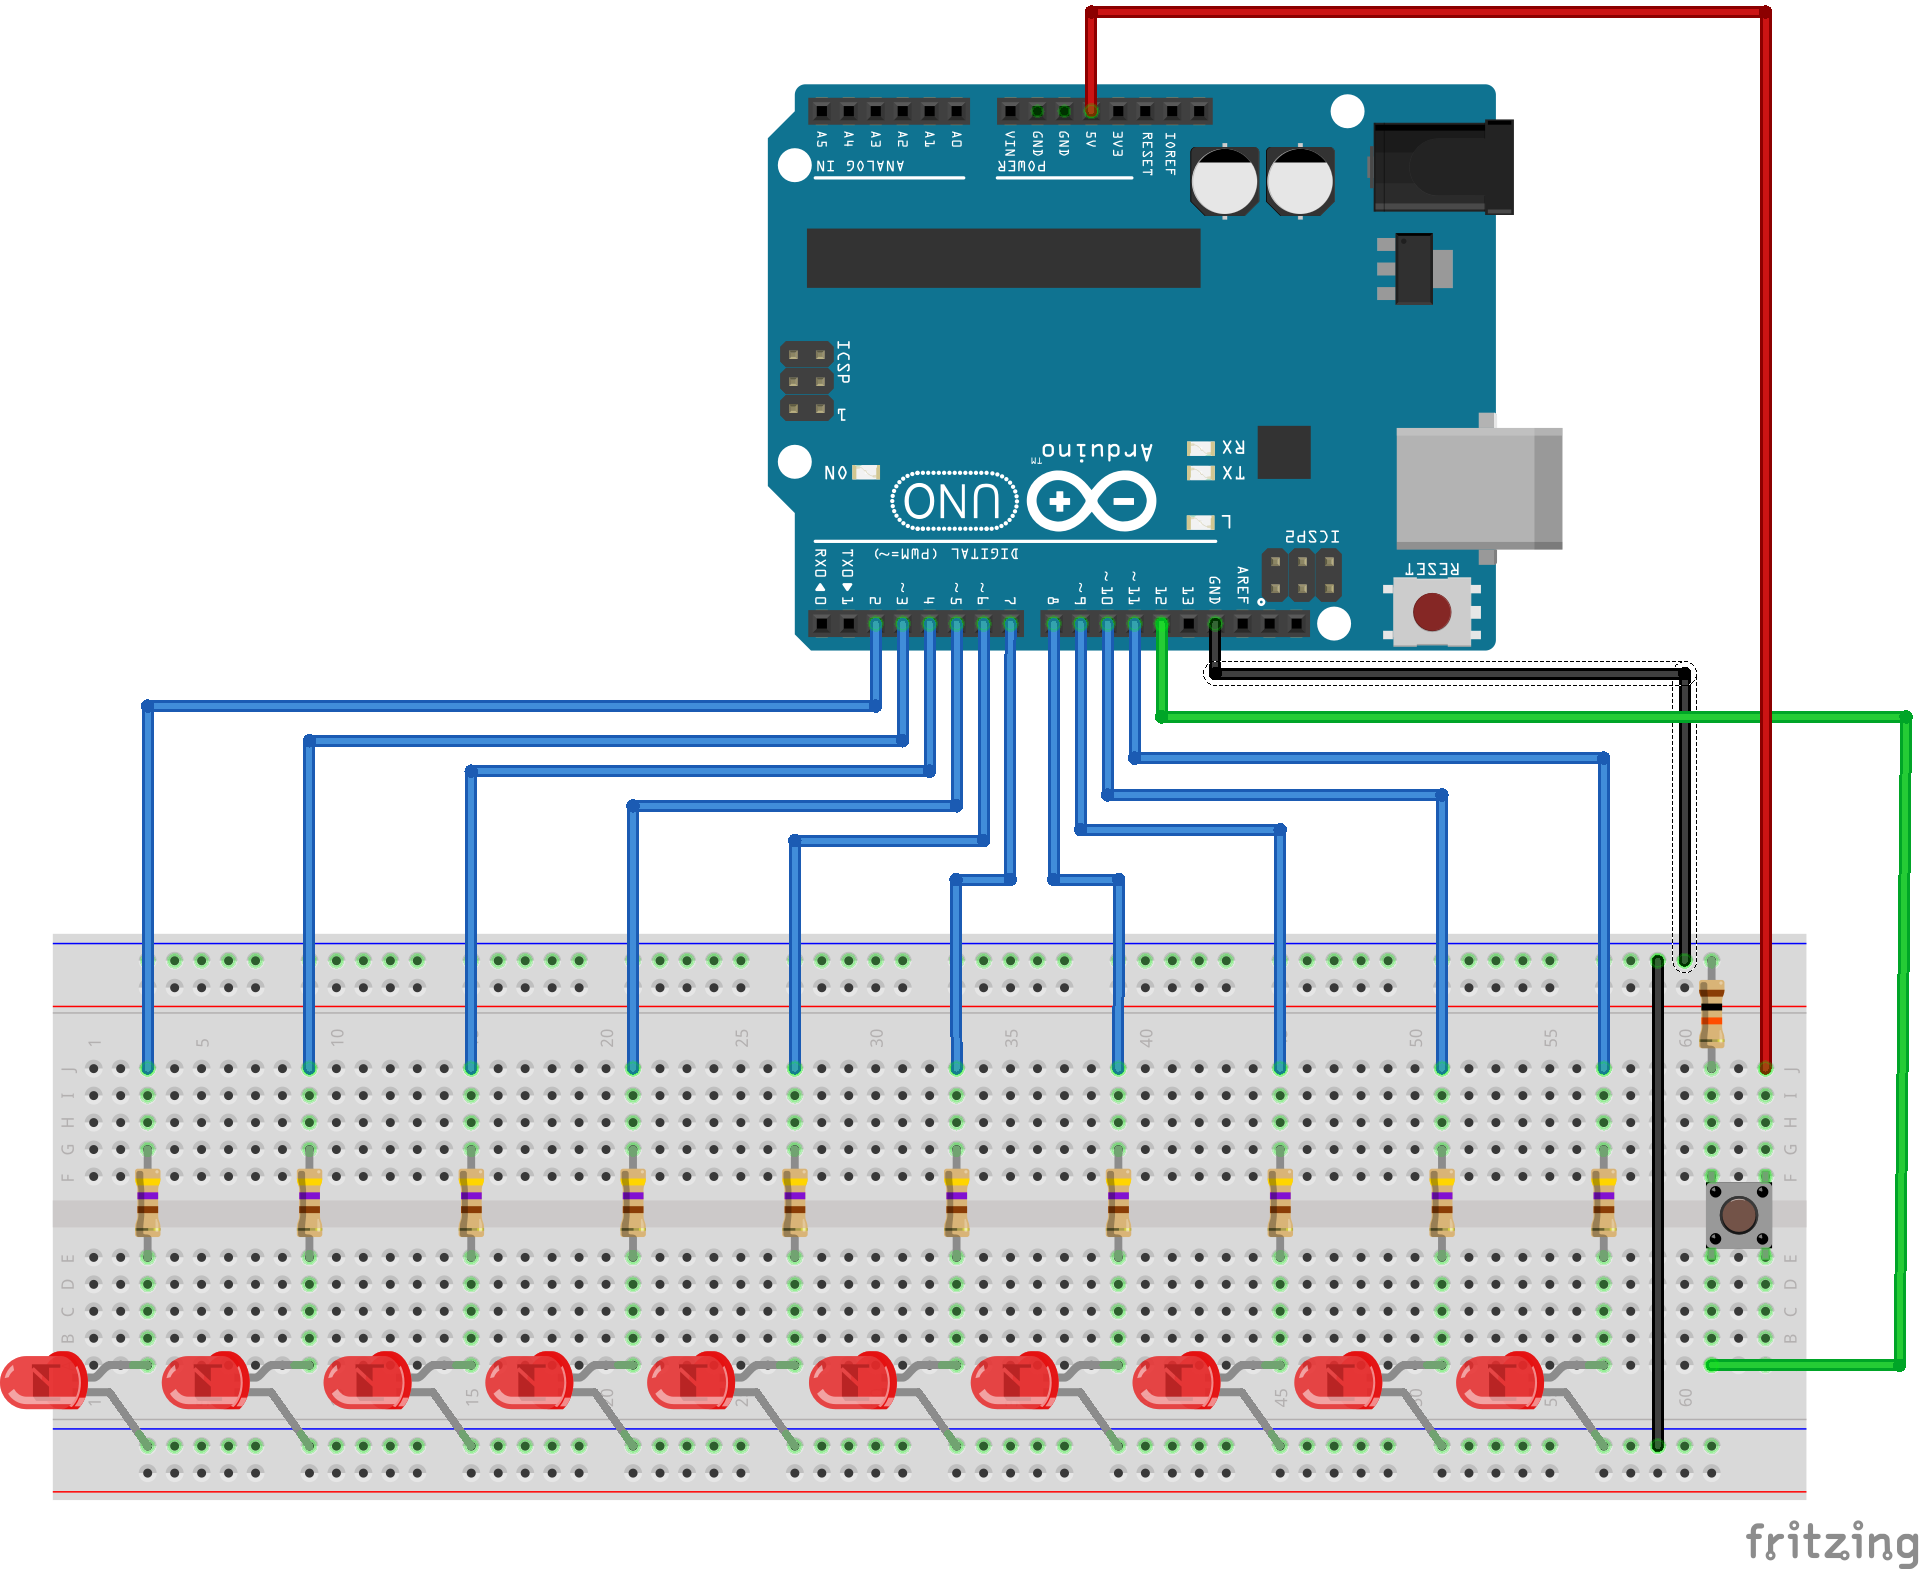 A5 A4 A3 A2 A1 A0
VIN GND GND 5V 3V3 RESET IOREF
ANALOG IN
POWER
ICSP
1
Arduino
TM
RX
TX
ON
UNO
L
ICSP2
DIGITAL (PWM=~)
RESET
RX0 ◀ 0
TX0 ▶ 1
2
~3
4
~5
~6
7
8
~9
~10
~11
12
13
GND
AREF
1 5 10 20 25 30 35 40 50 55 60
J J
I I
H H
G G
F F
E E
D D
C C
B B
15 45 60
fritzing